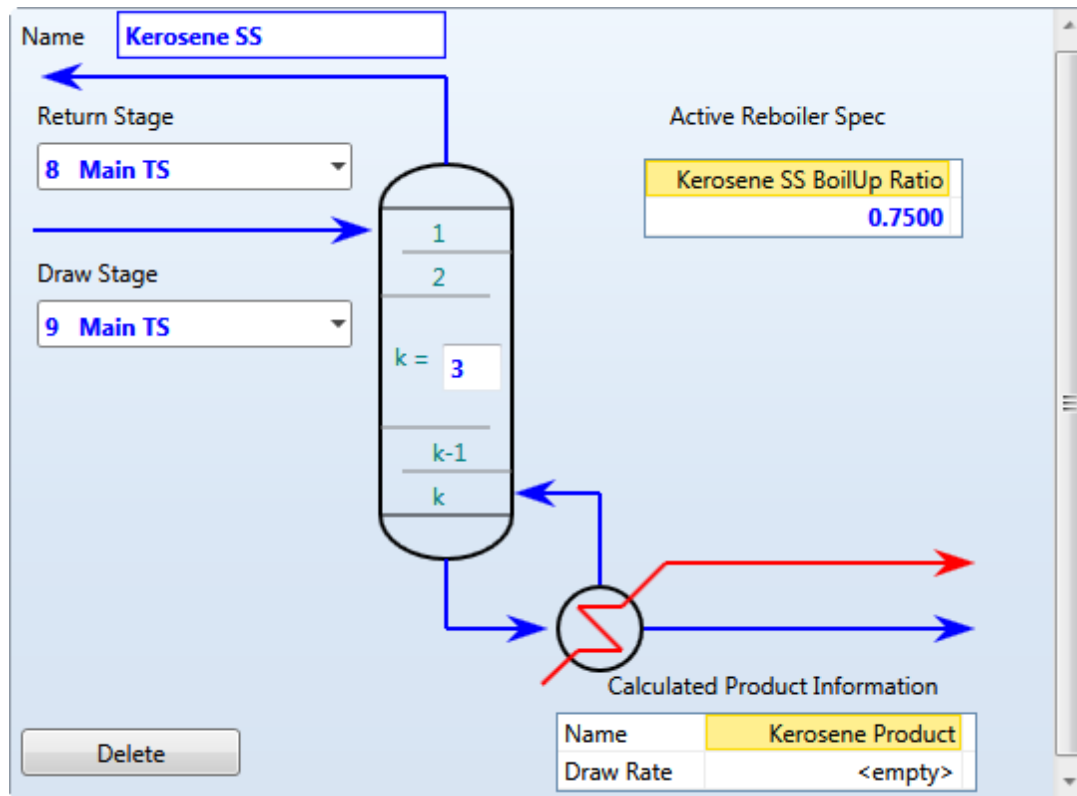 Name Kerosene SS
Return Stage
8 Main TS
Draw Stage
9 Main TS
1
2
k = 3
k-1
k
Active Reboiler Spec
Kerosene SS BoilUp Ratio
0.7500
Calculated Product Information
Name Kerosene Product
Draw Rate <empty>
Delete